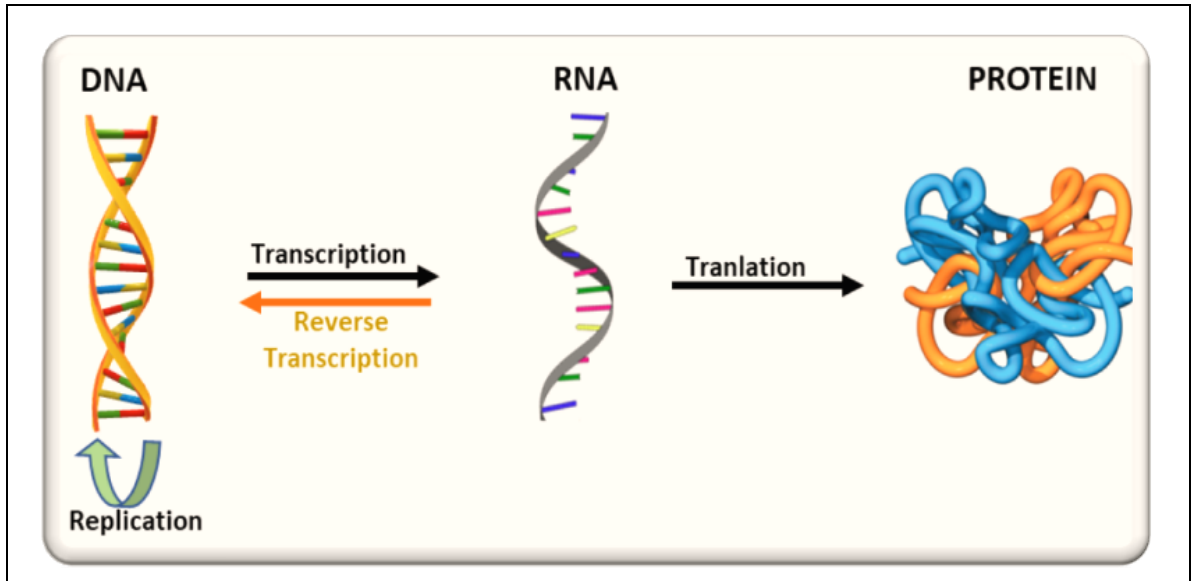 DNA
RNA
PROTEIN
Transcription
Reverse
Transcription
Tranlation
Replication